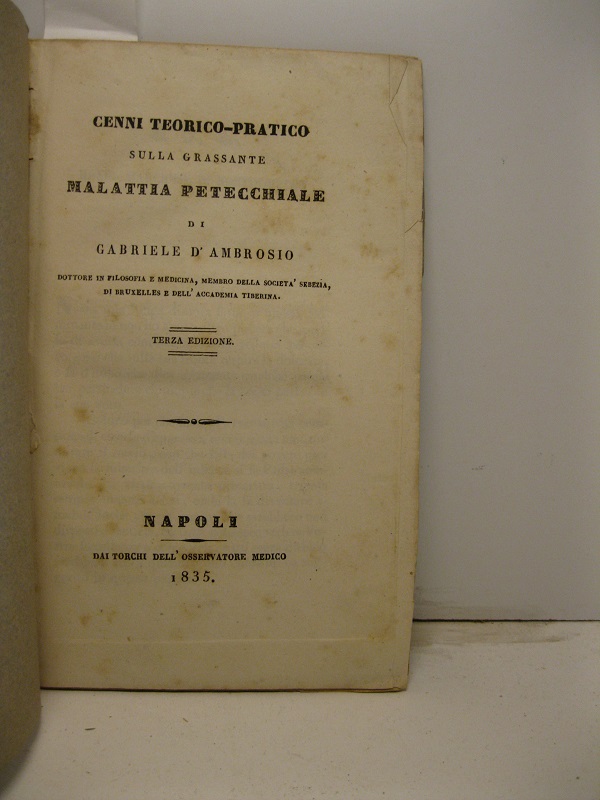 CENNI TEORICO-PRATICO
SULLA GRASSANTE
MALATTIA PETECCHIALE
DI
GABRIELE D' AMBROSIO
DOTTORE IN FILOSOFIA E MEDICINA, MEMBRO DELLA SOCIETA' SEBEZIA,
DI BRUXELLES E DELL' ACCADEMIA TIBERINA.
TERZA EDIZIONE.
NAPOLI
DAI TORCHI DELL' OSSERVATORE MEDICO
1835.